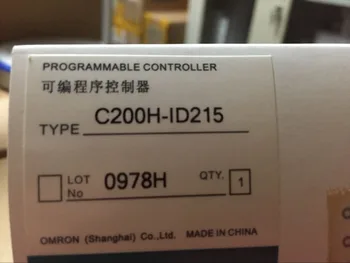 PROGRAMMABLE CONTROLLER
可编程序控制器
TYPE C200H-ID215
LOT No 0978H QTY. 1
OMRON (Shanghai) Co.,Ltd. MADE IN CHINA